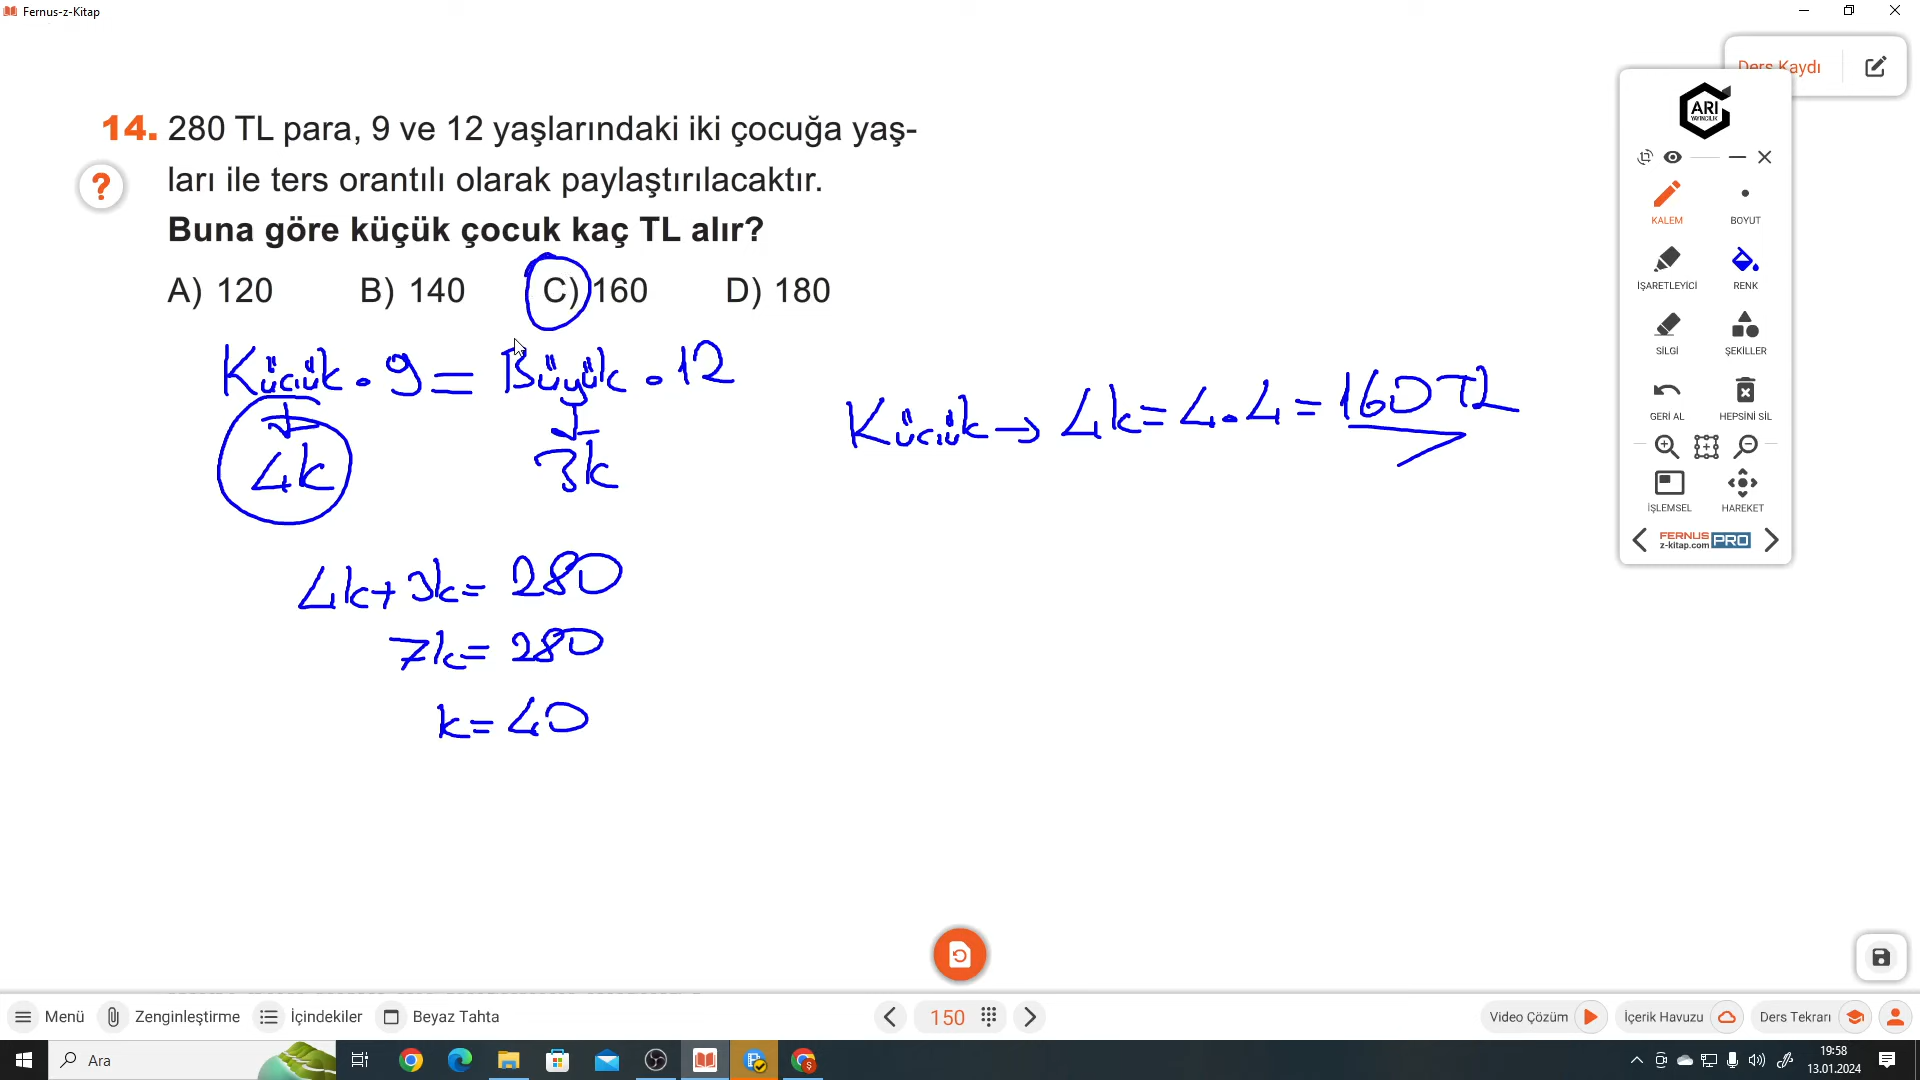 Fernus-z-Kitap
Ders Kaydı
ARI
YAYINCILIK
14. 280 TL para, 9 ve 12 yaşlarındaki iki çocuğa yaş-
ları ile ters orantılı olarak paylaştırılacaktır.
?
Buna göre küçük çocuk kaç TL alır?
A) 120 B) 140 C) 160 D) 180
Kücük . 9 = Büyük . 12
4k 3k
4k+3k= 280
7k= 280
k= 40
Kücük → 4k= 4.4= 160 TL
KALEM BOYUT
İŞARETLEYİCİ RENK
SİLGİ ŞEKİLLER
GERİ AL HEPSİNİ SİL
İŞLEMSEL HAREKET
FERNUS
z-kitap.com PRO
Menü Zenginleştirme İçindekiler Beyaz Tahta 150 Video Çözüm İçerik Havuzu Ders Tekrarı
Ara
19:58
13.01.2024